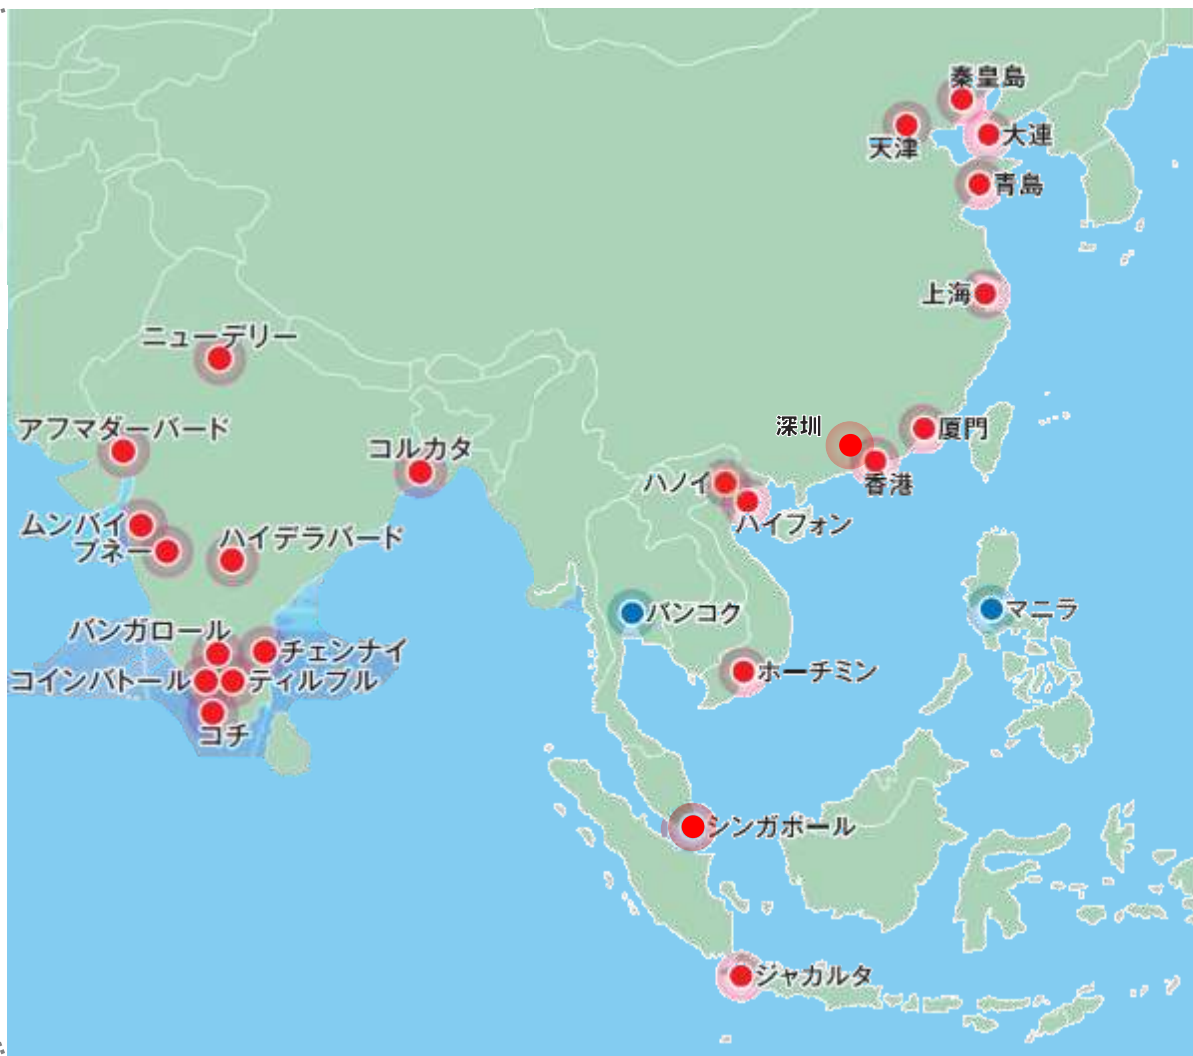 秦皇島
大連
天津
青島
上海
ニューデリー
アフマダーバード
コルカタ
深圳
厦門
香港
ハノイ
ハイフォン
ムンバイ
プネー
ハイデラバード
バンコク
マニラ
バンガロール
チェンナイ
コインバトール
ティルプル
ホーチミン
コチ
シンガポール
ジャカルタ